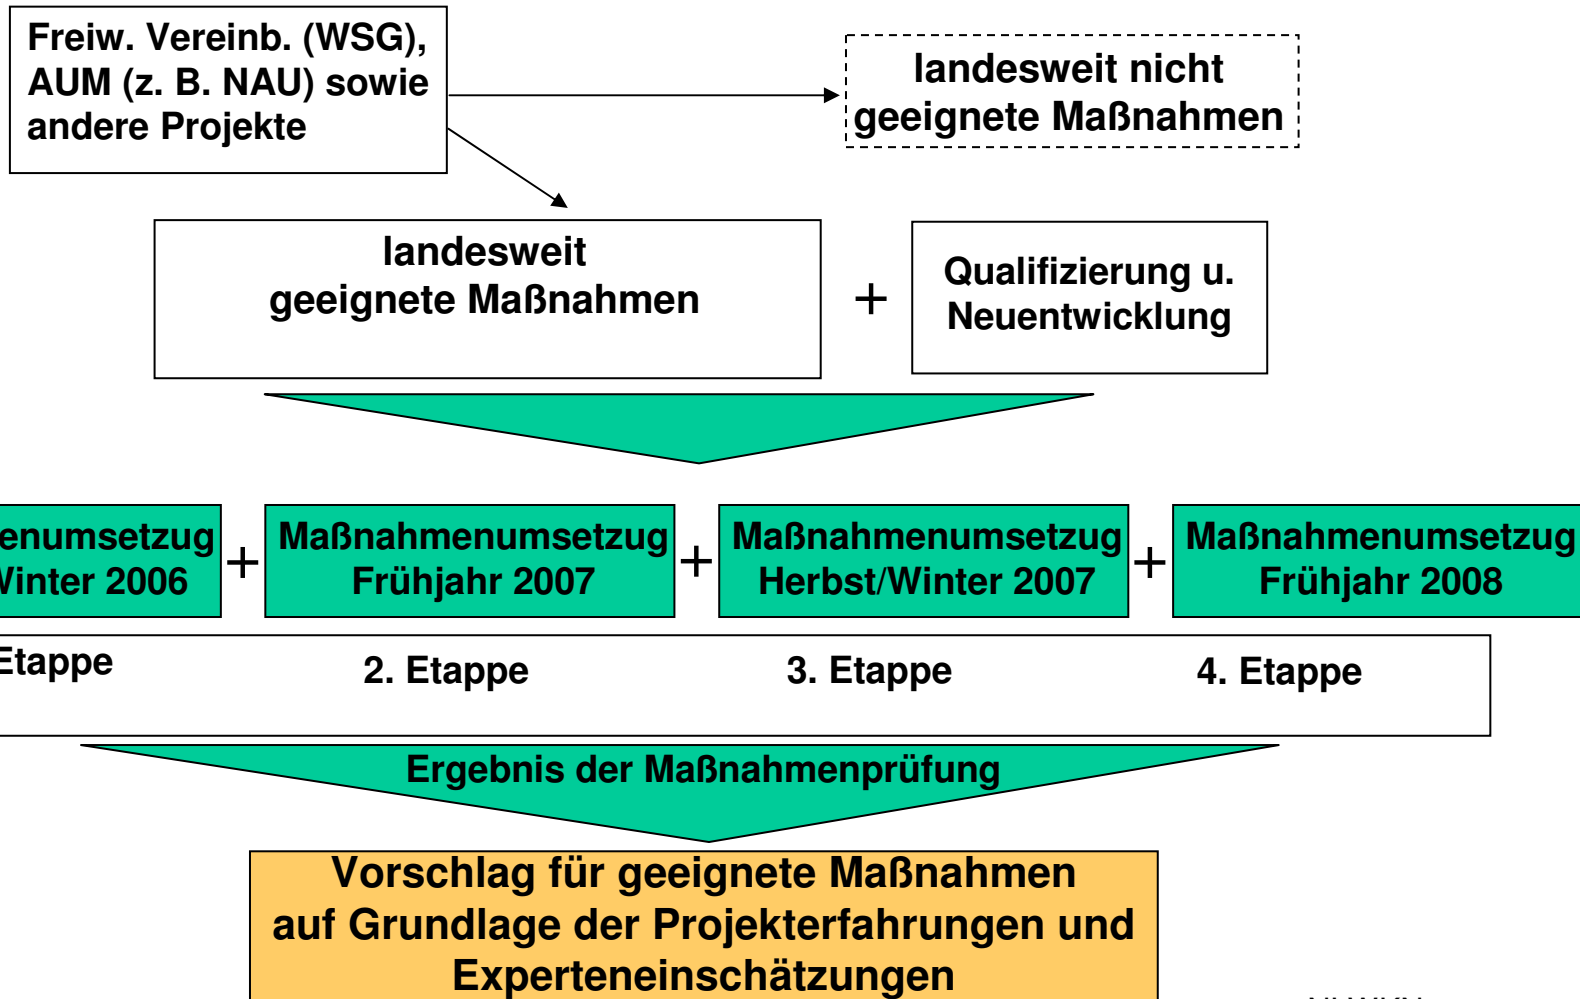 Freiw. Vereinb. (WSG),
AUM (z. B. NAU) sowie
andere Projekte
landesweit nicht
geeignete Maßnahmen
landesweit
geeignete Maßnahmen
+
Qualifizierung u.
Neuentwicklung
enumsetzug
Winter 2006
+
Maßnahmenumsetzug
Frühjahr 2007
+
Maßnahmenumsetzug
Herbst/Winter 2007
+
Maßnahmenumsetzug
Frühjahr 2008
Etappe
2. Etappe
3. Etappe
4. Etappe
Ergebnis der Maßnahmenprüfung
Vorschlag für geeignete Maßnahmen
auf Grundlage der Projekterfahrungen und
Experteneinschätzungen